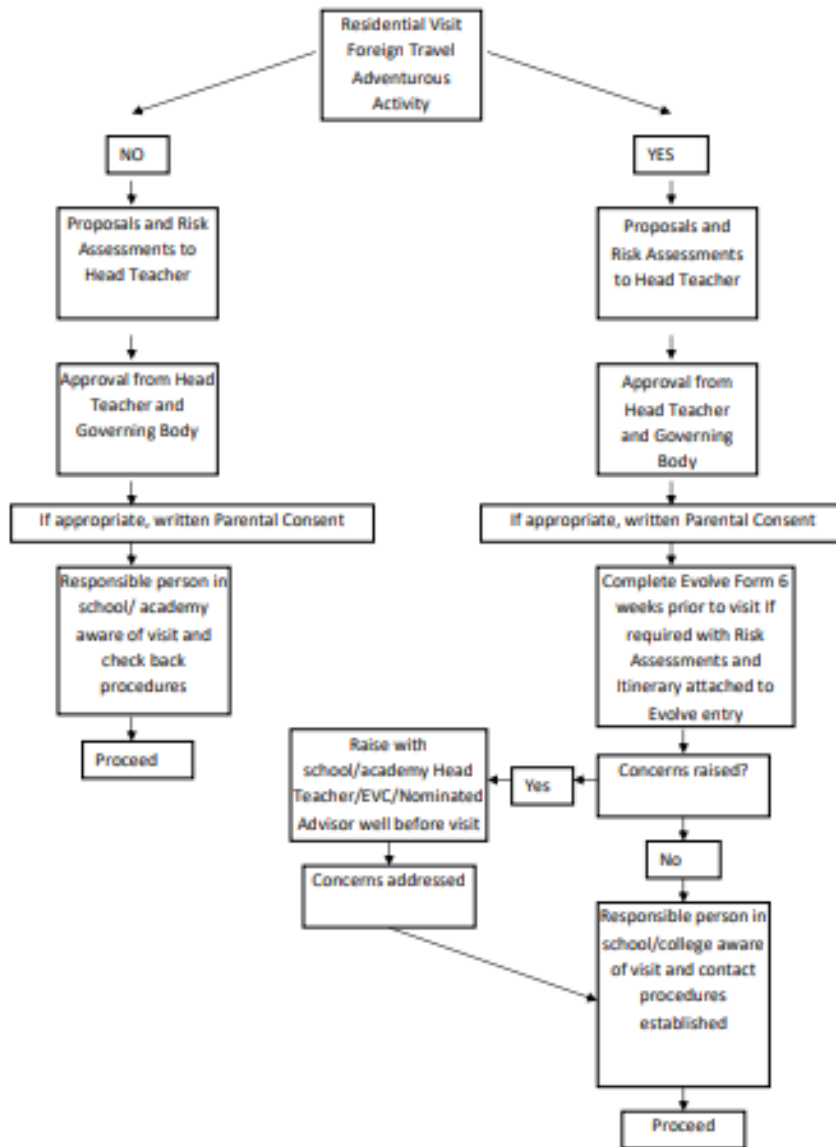 Residential Visit
Foreign Travel
Adventurous
Activity
NO
YES
Proposals and Risk
Assessments to
Head Teacher
Proposals and
Risk Assessments
to Head Teacher
Approval from Head
Teacher and
Governing Body
Approval from
Head Teacher
and Governing
Body
If appropriate, written Parental Consent
If appropriate, written Parental Consent
Responsible person in
school/ academy
aware of visit and
check back
procedures
Complete Evolve Form 6
weeks prior to visit If
required with Risk
Assessments and
Itinerary attached to
Evolve entry
Proceed
Raise with
school/academy Head
Teacher/EVC/Nominated
Advisor well before visit
Yes
Concerns raised?
No
Concerns addressed
Responsible person in
school/college aware
of visit and contact
procedures
established
Proceed